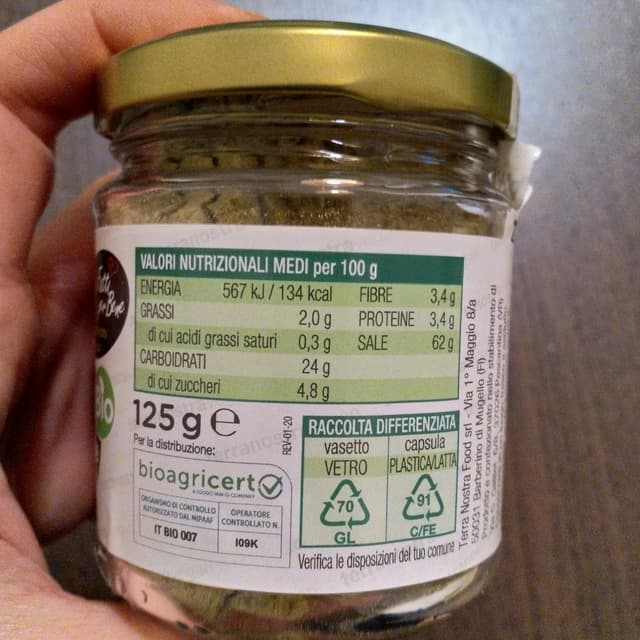 VALORI NUTRIZIONALI MEDI per 100 g
ENERGIA 567 kJ / 134 kcal
GRASSI 2,0 g
di cui acidi grassi saturi 0,3 g
CARBOIDRATI 24 g
di cui zuccheri 4,8 g
FIBRE 3,4 g
PROTEINE 3,4 g
SALE 62 g
125 g e
Per la distribuzione:
REV-01-20
bioagricert
ORGANISMO DI CONTROLLO
AUTORIZZATO DAL MIPAAF
IT BIO 007
OPERATORE
CONTROLLATO N.
I09K
RACCOLTA DIFFERENZIATA
vasetto
VETRO
70
GL
capsula
PLASTICA/LATTA
91
C/FE
Verifica le disposizioni del tuo comune
Terra Nostra Food srl - Via 1° Maggio 8/a
50031 Barberino di Mugello (FI)
e confezionato nello stabilimento di